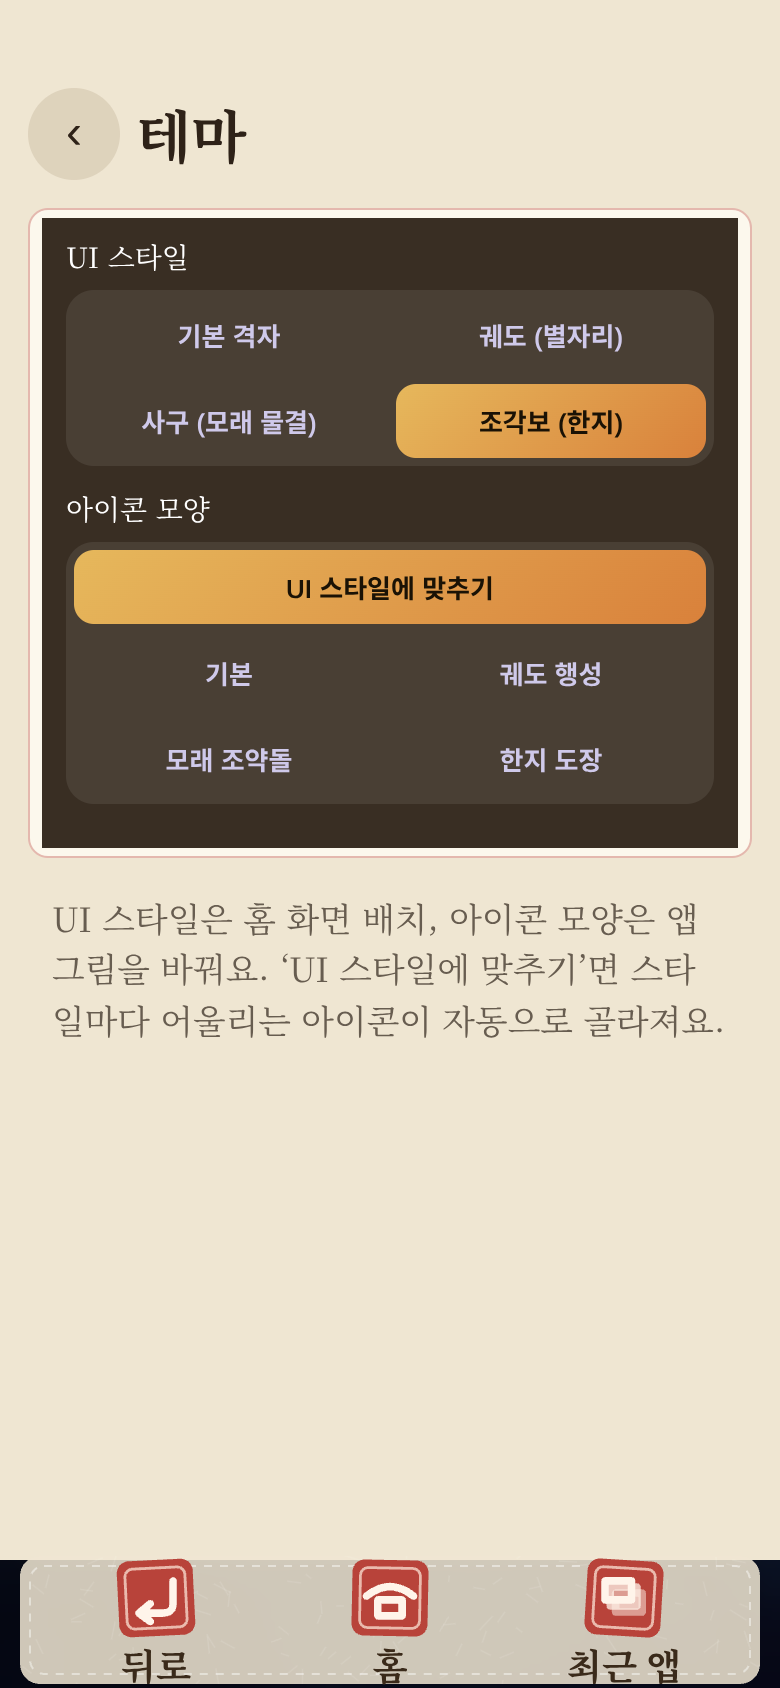 ‹ 테마
UI 스타일
기본 격자 궤도 (별자리)
사구 (모래 물결) 조각보 (한지)
아이콘 모양
UI 스타일에 맞추기
기본 궤도 행성
모래 조약돌 한지 도장
UI 스타일은 홈 화면 배치, 아이콘 모양은 앱
그림을 바꿔요. ‘UI 스타일에 맞추기’면 스타
일마다 어울리는 아이콘이 자동으로 골라져요.
뒤로 홈 최근 앱